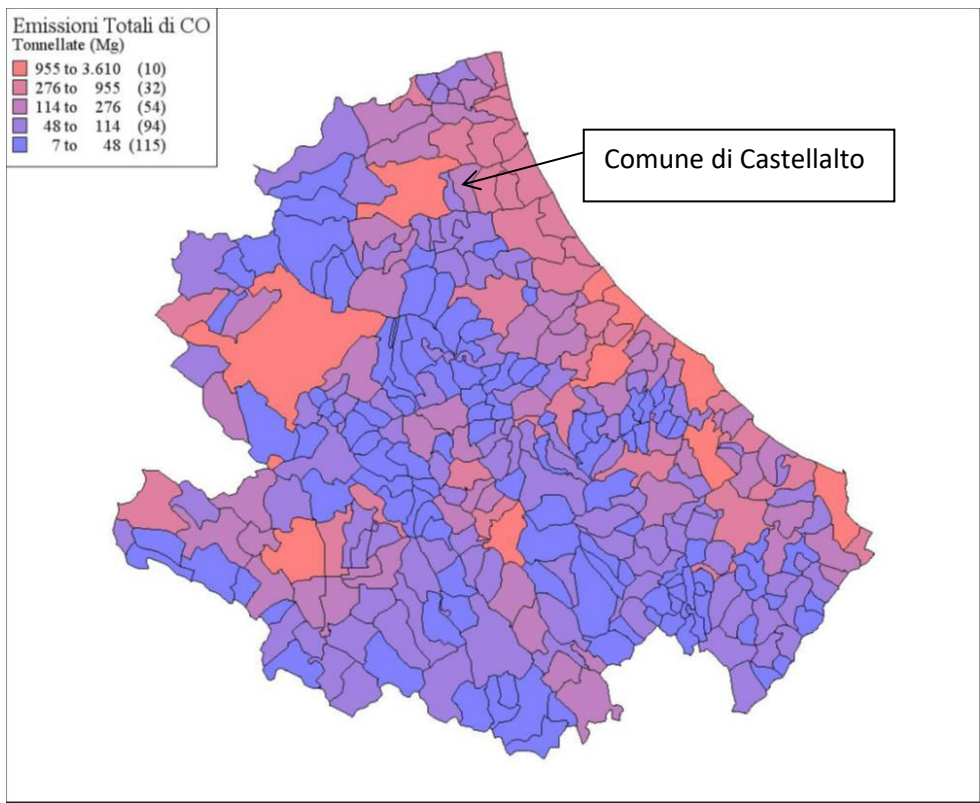 Emissioni Totali di CO
Tonnellate (Mg)
955 to 3.610 (10)
276 to 955 (32)
114 to 276 (54)
48 to 114 (94)
7 to 48 (115)
Comune di Castellalto